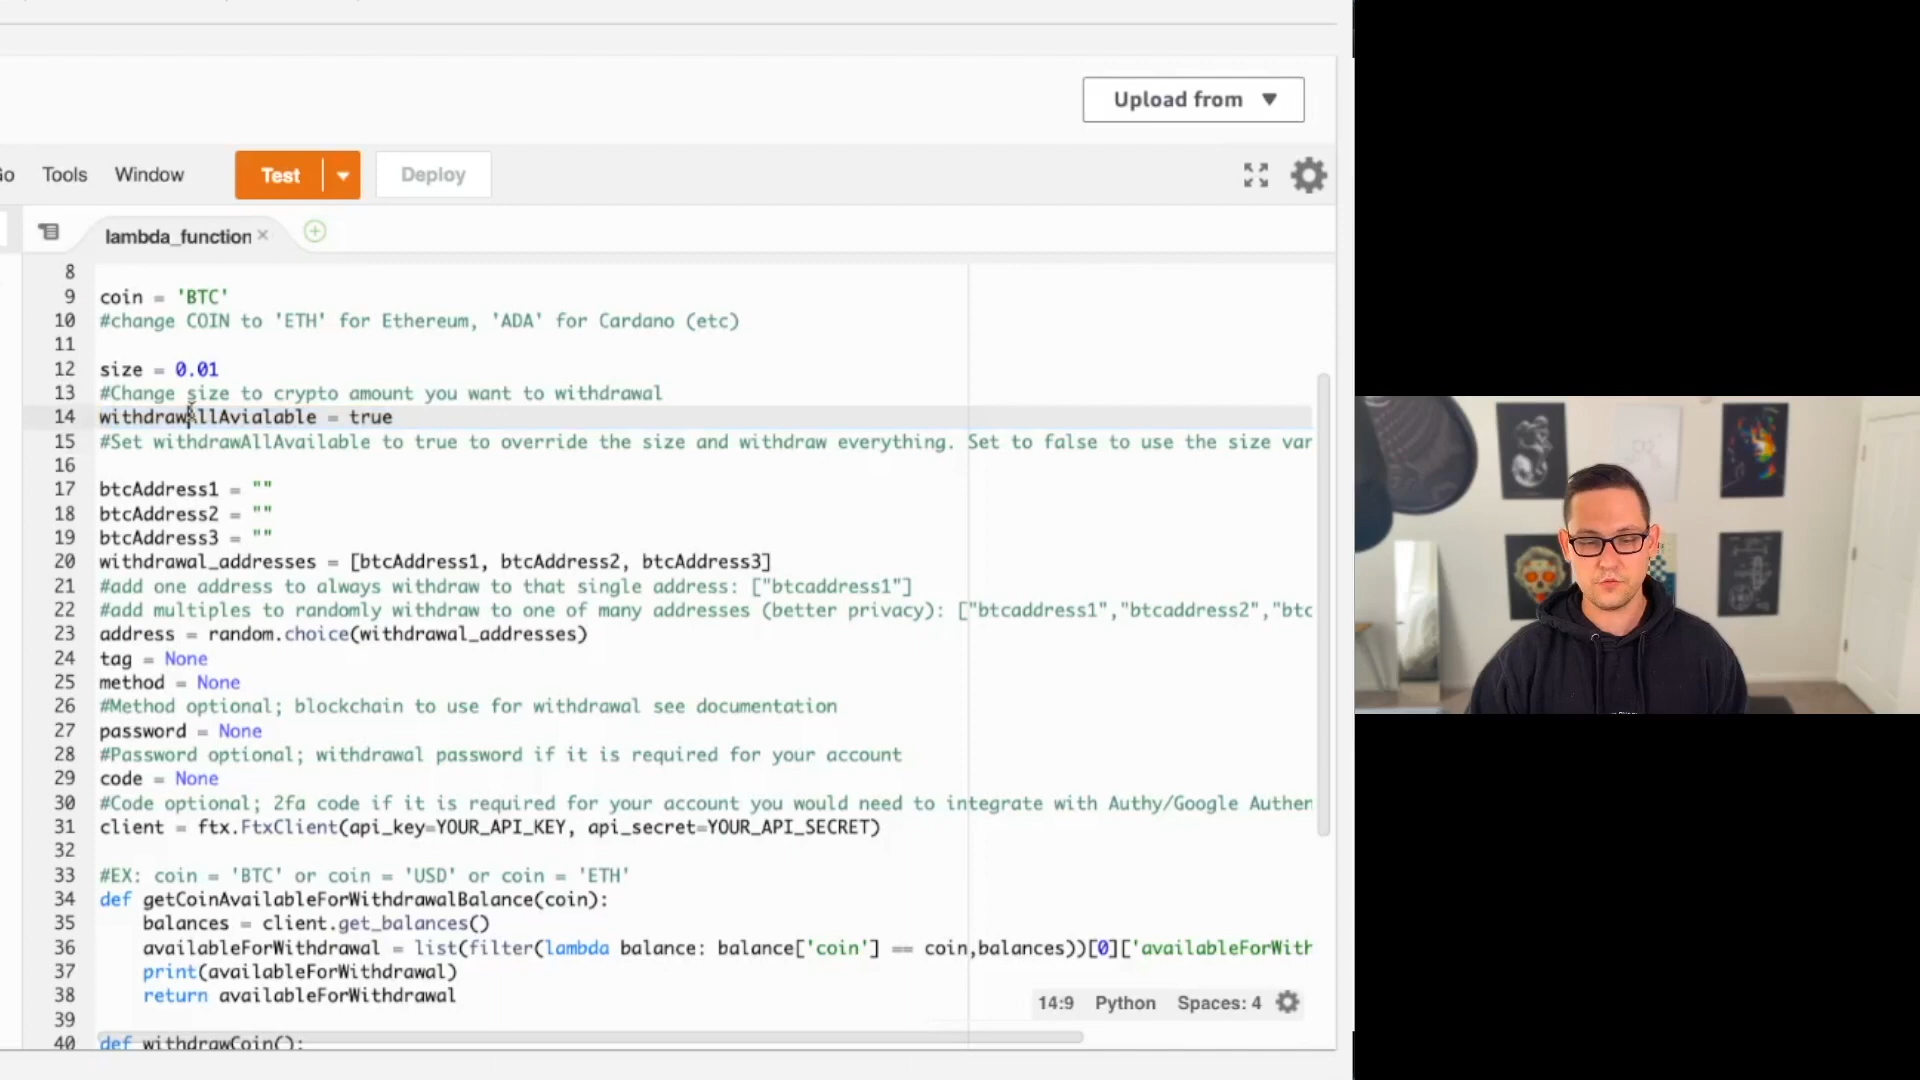 Upload from
Tools Window Test Deploy
lambda_function
8
9 coin = 'BTC'
10 #change COIN to 'ETH' for Ethereum, 'ADA' for Cardano (etc)
11
12 size = 0.01
13 #Change size to crypto amount you want to withdrawal
14 withdrawAllAvialable = true
15 #Set withdrawAllAvailable to true to override the size and withdraw everything. Set to false to use the size var
16
17 btcAddress1 = ""
18 btcAddress2 = ""
19 btcAddress3 = ""
20 withdrawal_addresses = [btcAddress1, btcAddress2, btcAddress3]
21 #add one address to always withdraw to that single address: ["btcaddress1"]
22 #add multiples to randomly withdraw to one of many addresses (better privacy): ["btcaddress1","btcaddress2","btc
23 address = random.choice(withdrawal_addresses)
24 tag = None
25 method = None
26 #Method optional; blockchain to use for withdrawal see documentation
27 password = None
28 #Password optional; withdrawal password if it is required for your account
29 code = None
30 #Code optional; 2fa code if it is required for your account you would need to integrate with Authy/Google Authen
31 client = ftx.FtxClient(api_key=YOUR_API_KEY, api_secret=YOUR_API_SECRET)
32
33 #EX: coin = 'BTC' or coin = 'USD' or coin = 'ETH'
34 def getCoinAvailableForWithdrawalBalance(coin):
35 balances = client.get_balances()
36 availableForWithdrawal = list(filter(lambda balance: balance['coin'] == coin,balances))[0]['availableForWith
37 print(availableForWithdrawal)
38 return availableForWithdrawal
39
40 def withdrawCoin():
14:9 Python Spaces: 4